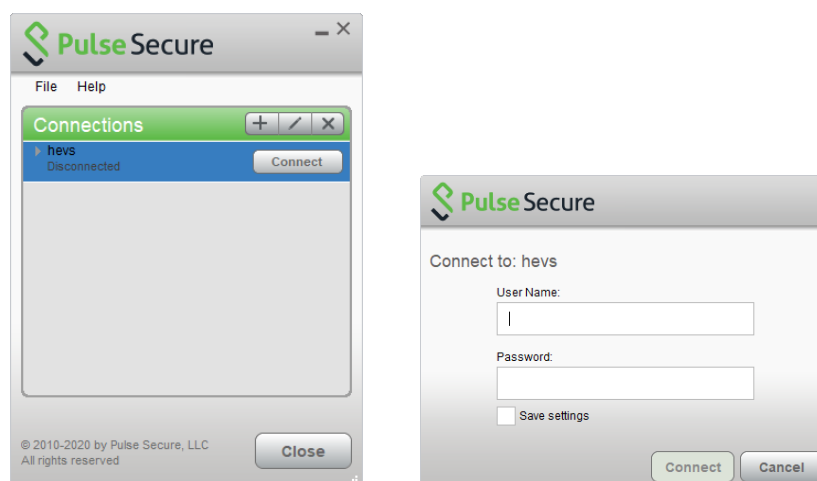 Pulse Secure
File Help
Connections
hevs
Disconnected
Connect
© 2010-2020 by Pulse Secure, LLC
All rights reserved
Close
Pulse Secure
Connect to: hevs
User Name:
Password:
Save settings
Connect Cancel